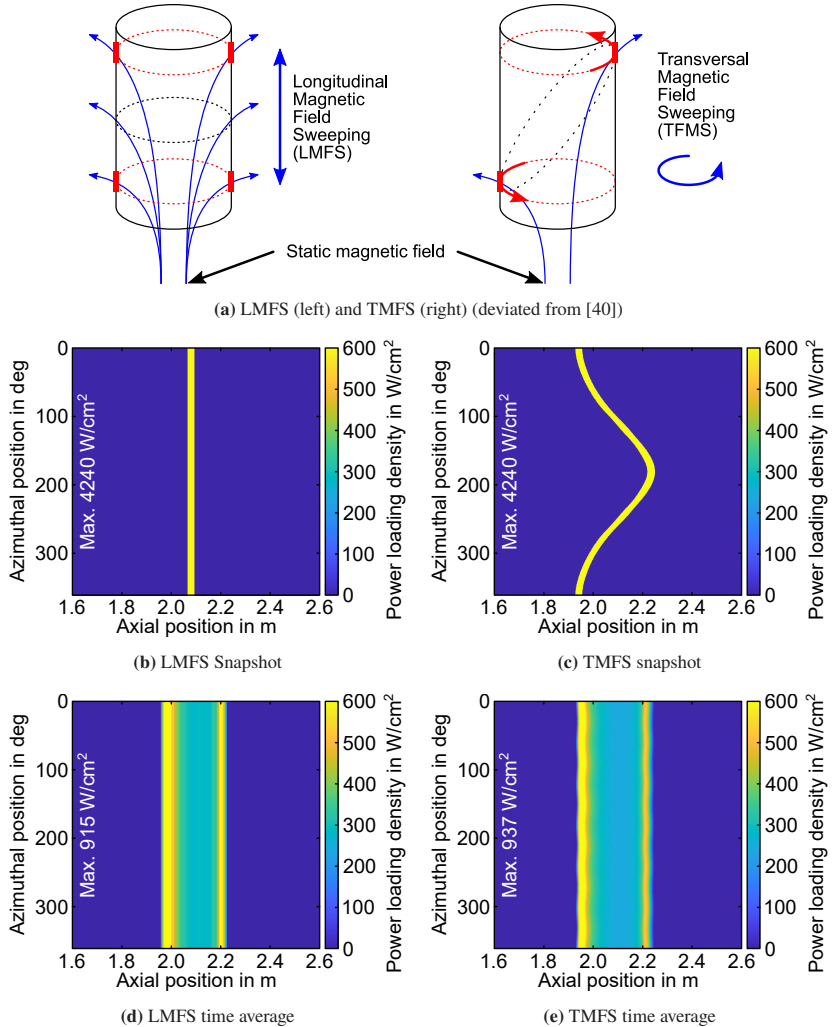 Longitudinal
Magnetic
Field
Sweeping
(LMFS)
Transversal
Magnetic
Field
Sweeping
(TFMS)
Static magnetic field
(a) LMFS (left) and TMFS (right) (deviated from [40])
Azimuthal position in deg
0
100
200
300
Max. 4240 W/cm²
1.6 1.8 2.0 2.2 2.4 2.6
Axial position in m
600
500
400
300
200
100
0
Power loading density in W/cm²
(b) LMFS Snapshot
Azimuthal position in deg
0
100
200
300
Max. 4240 W/cm²
1.6 1.8 2.0 2.2 2.4 2.6
Axial position in m
600
500
400
300
200
100
0
Power loading density in W/cm²
(c) TMFS snapshot
Azimuthal position in deg
0
100
200
300
Max. 915 W/cm²
1.6 1.8 2.0 2.2 2.4 2.6
Axial position in m
600
500
400
300
200
100
0
Power loading density in W/cm²
(d) LMFS time average
Azimuthal position in deg
0
100
200
300
Max. 937 W/cm²
1.6 1.8 2.0 2.2 2.4 2.6
Axial position in m
600
500
400
300
200
100
0
Power loading density in W/cm²
(e) TMFS time average